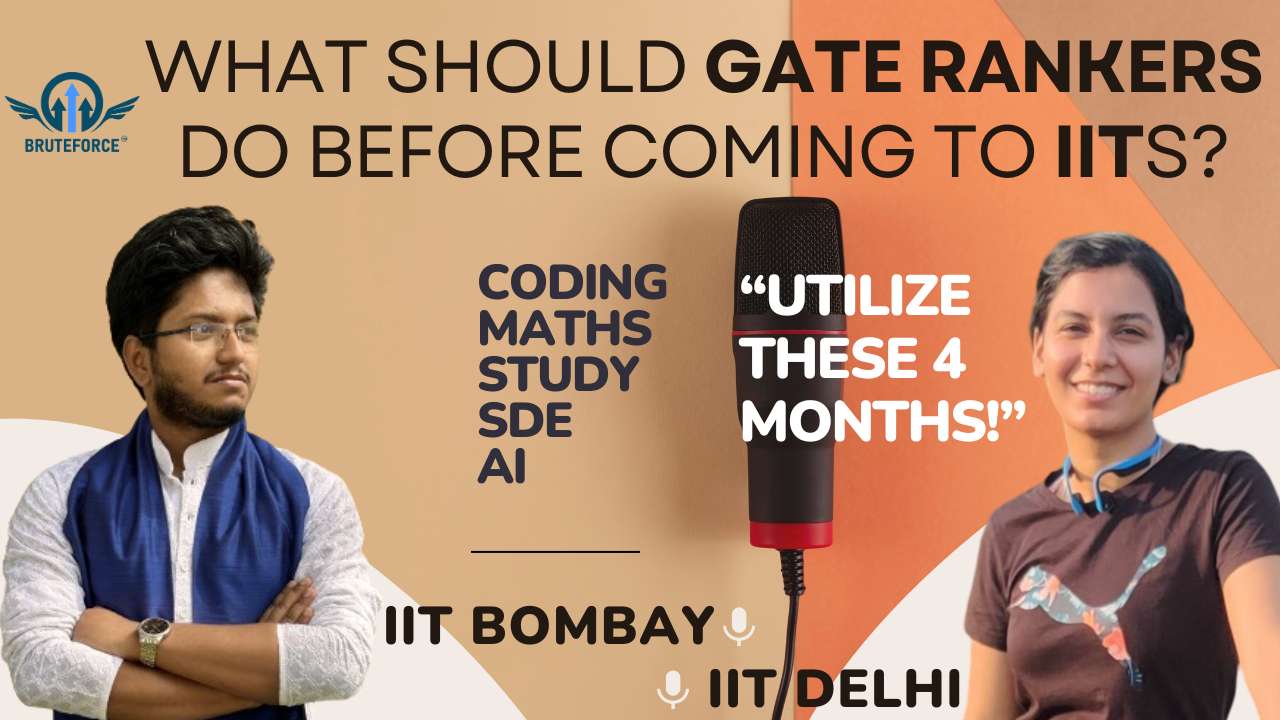 WHAT SHOULD GATE RANKERS
DO BEFORE COMING TO IITS?
BRUTEFORCE
CODING
MATHS
STUDY
SDE
AI
“UTILIZE
THESE 4
MONTHS!”
IIT BOMBAY
IIT DELHI